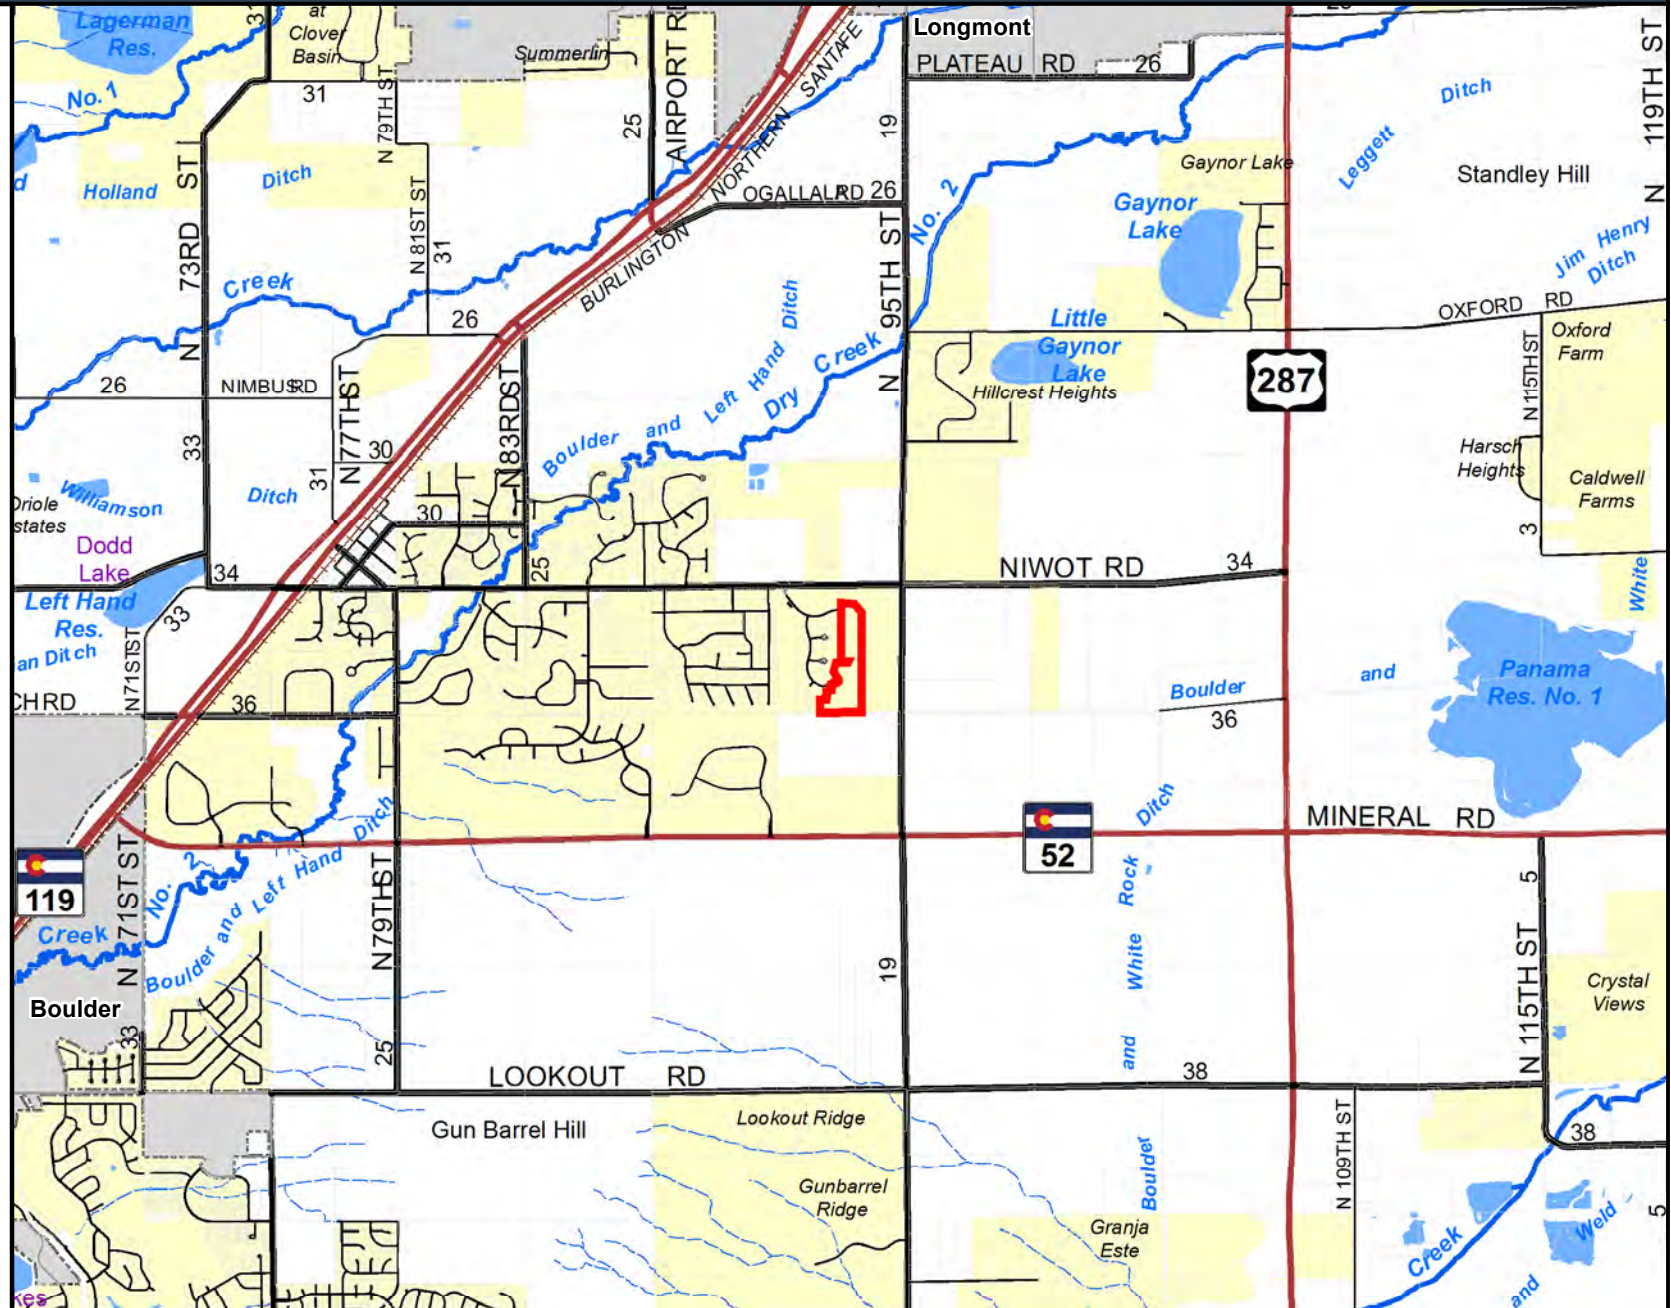 Lagerman
Res.
31
at
Clover
Basin
Summerlin
AIRPORT RD
SANTAFE
Longmont
PLATEAU RD
26
N 119TH ST
No. 1
31
N 79TH ST
25
NORTHERN
19
Ditch
Leggett
Gaynor Lake
Standley Hill
Holland
Ditch
ST
N 81ST ST
31
OGALLALA RD
26
No. 2
Gaynor
Lake
Jim Henry
Ditch
73RD
N
Creek
BURLINGTON
N 95TH ST
OXFORD RD
26
Ditch
Little
Gaynor
Lake
Oxford
Farm
26
NIMBUS RD
Creek
Dry
287
Hillcrest Heights
N 115TH ST
N 77TH ST
N 83RD ST
Boulder and Left Hand
33
30
31
Harsch
Heights
Caldwell
Farms
Williamson
Ditch
30
3
Dodd
Lake
34
25
NIWOT RD
34
White
Left Hand
Res.
33
N 71ST ST
36
Boulder
and
Panama
Res. No. 1
36
Ditch
Ditch
MINERAL RD
52
119
No. 2
Left Hand
and
Boulder
N 71ST ST
N 79TH ST
Rock
White
and
Boulder
5
Creek
N 115TH ST
Boulder
19
Crystal
Views
33
25
LOOKOUT RD
38
Gun Barrel Hill
Lookout Ridge
N 109TH ST
38
Gunbarrel
Ridge
Granja
Este
Creek
Weld
and
5